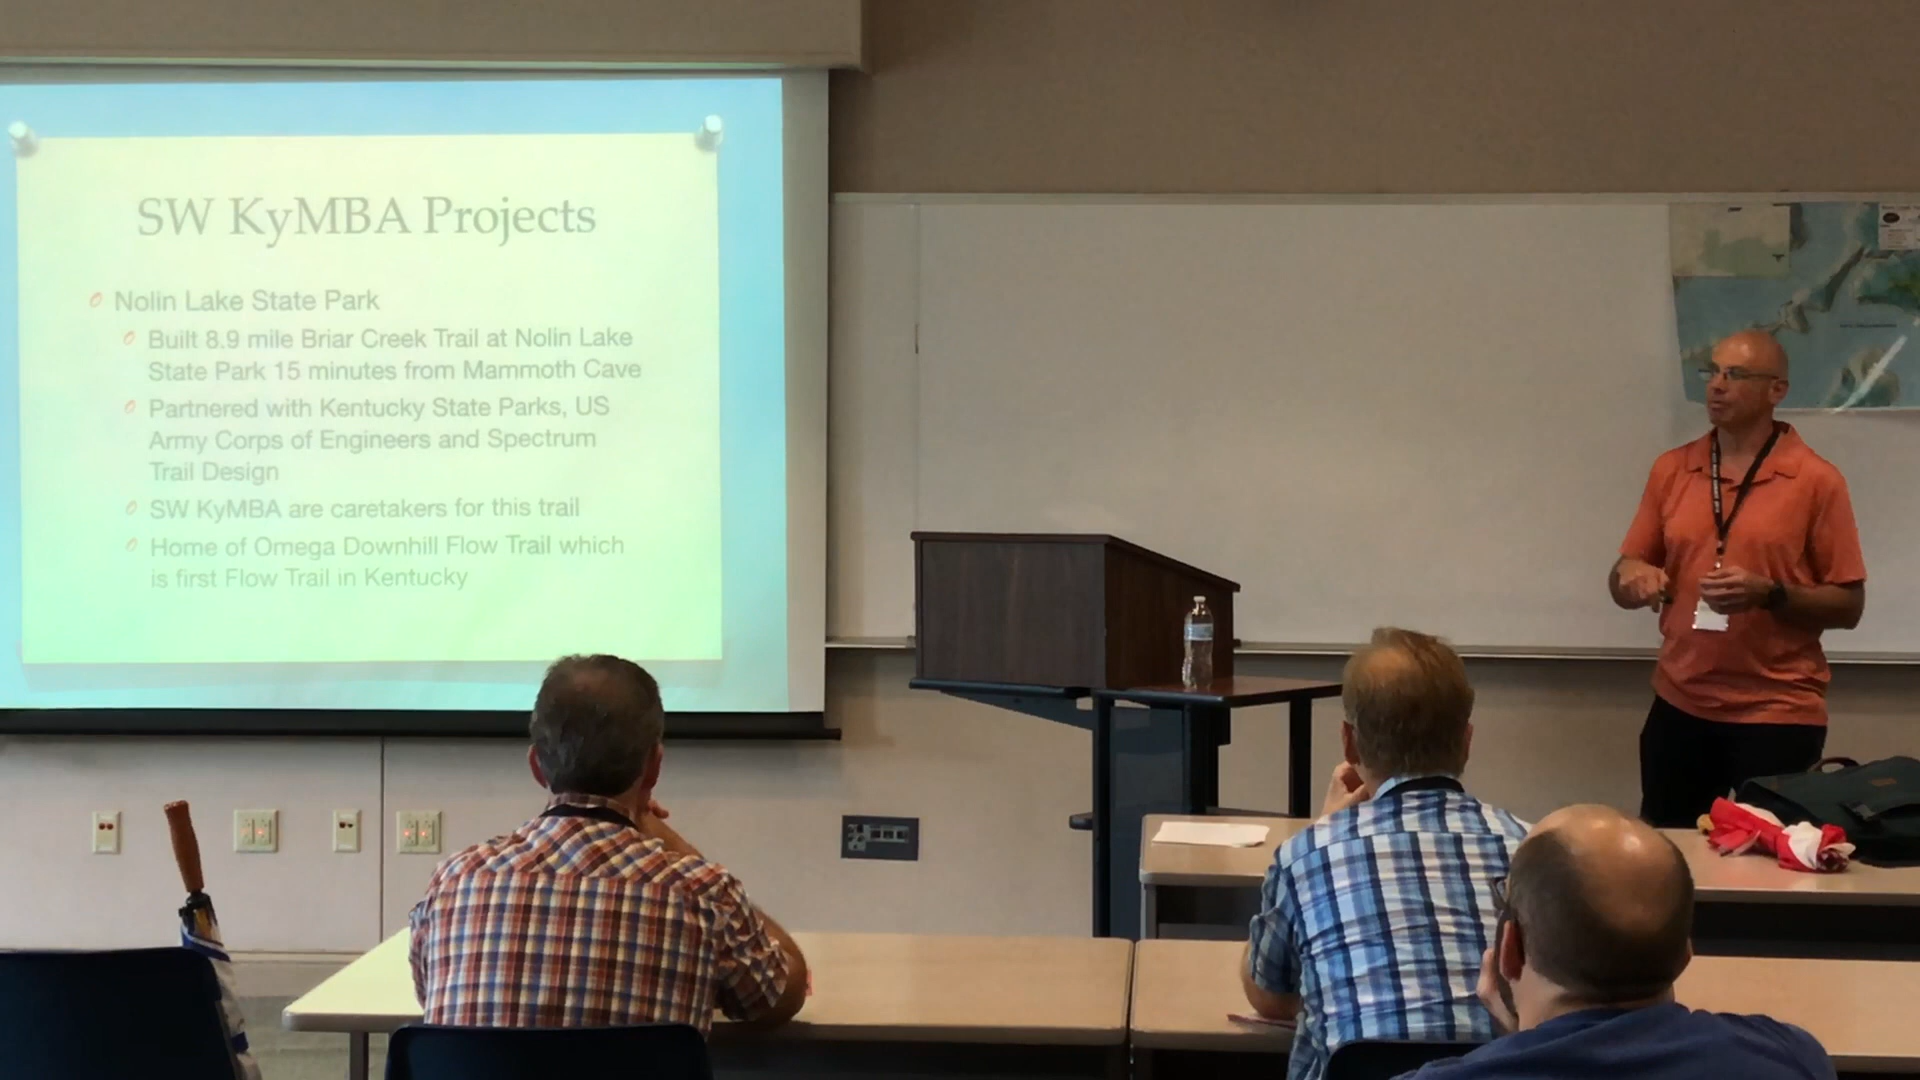 SW KyMBA Projects
Nolin Lake State Park
Built 8.9 mile Briar Creek Trail at Nolin Lake
State Park 15 minutes from Mammoth Cave
Partnered with Kentucky State Parks, US
Army Corps of Engineers and Spectrum
Trail Design
SW KyMBA are caretakers for this trail
Home of Omega Downhill Flow Trail which
is first Flow Trail in Kentucky